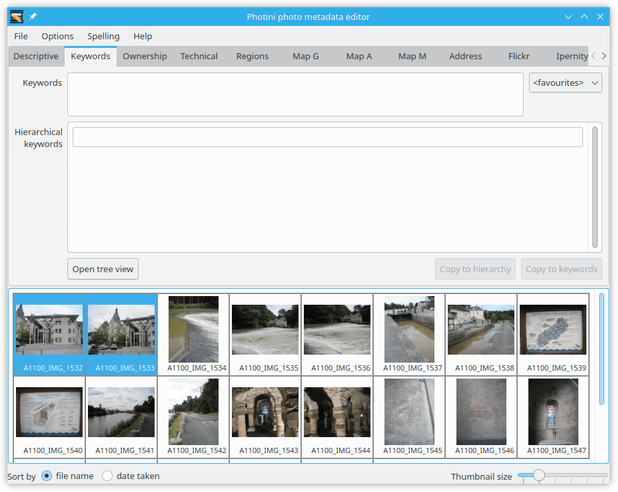 Photini photo metadata editor
File Options Spelling Help
Descriptive Keywords Ownership Technical Regions Map G Map A Map M Address Flickr Ipernity
Keywords <favourites>
Hierarchical
keywords
Open tree view Copy to hierarchy Copy to keywords
A1100_IMG_1532 A1100_IMG_1533 A1100_IMG_1534 A1100_IMG_1535 A1100_IMG_1536 A1100_IMG_1537 A1100_IMG_1538 A1100_IMG_1539
A1100_IMG_1540 A1100_IMG_1541 A1100_IMG_1542 A1100_IMG_1543 A1100_IMG_1544 A1100_IMG_1545 A1100_IMG_1546 A1100_IMG_1547
Sort by file name date taken Thumbnail size